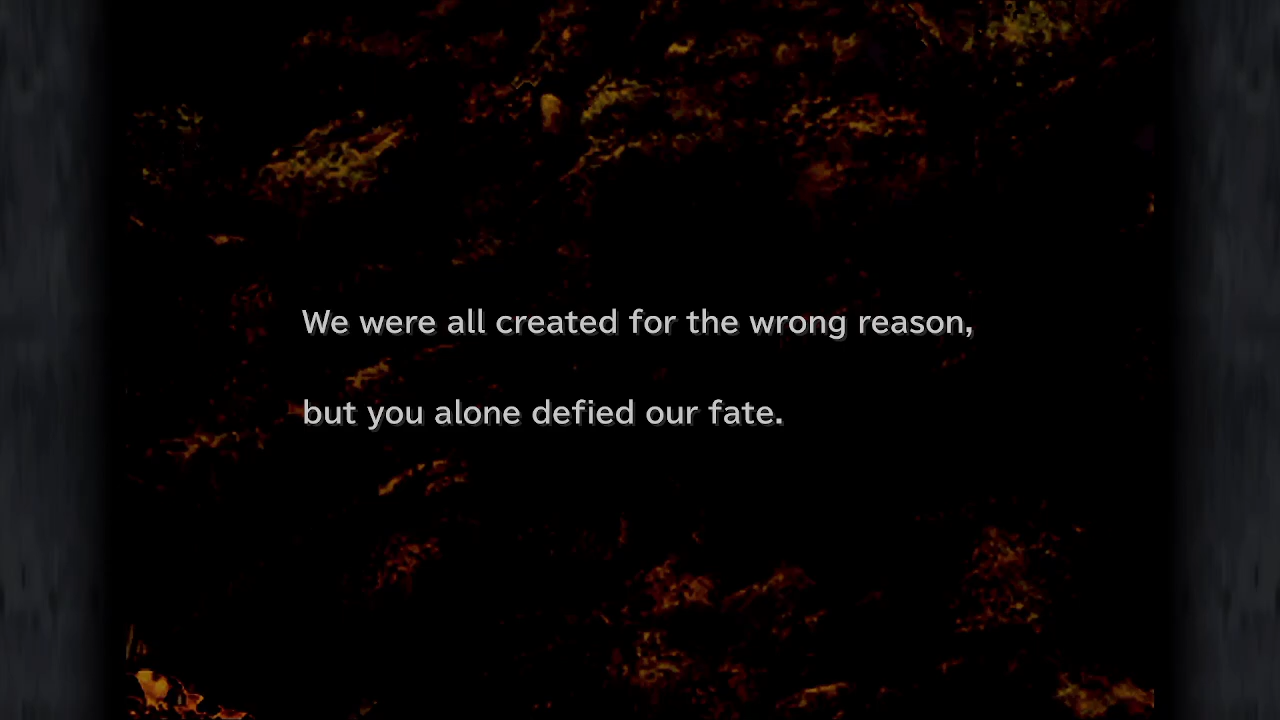 We were all created for the wrong reason,
but you alone defied our fate.